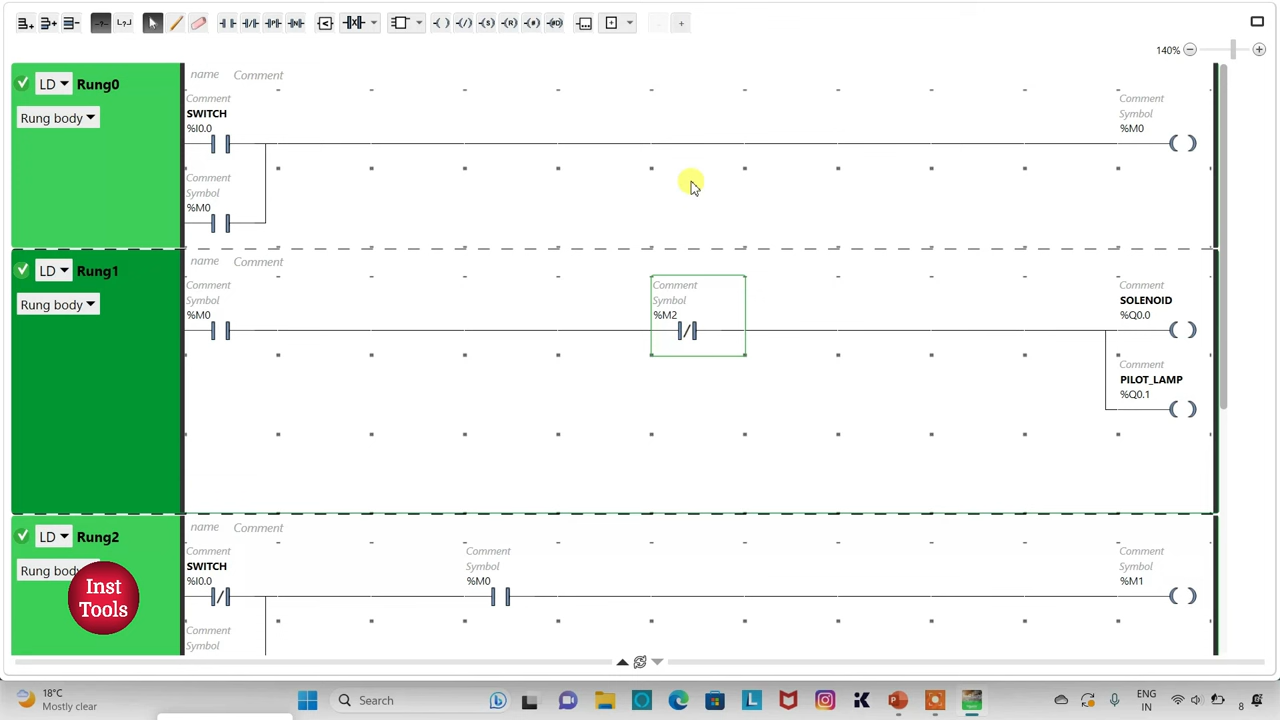 140%
LD Rung0
name Comment
Rung body
Comment
SWITCH
%I0.0
Comment
Symbol
%M0
Comment
Symbol
%M0
LD Rung1
name Comment
Rung body
Comment
Symbol
%M0
Comment
Symbol
%M2
Comment
SOLENOID
%Q0.0
Comment
PILOT_LAMP
%Q0.1
LD Rung2
name Comment
Rung body
Comment
SWITCH
%I0.0
Comment
Symbol
%M0
Comment
Symbol
%M1
Comment
Symbol
Inst
Tools
18°C
Mostly clear
Search
ENG
IN